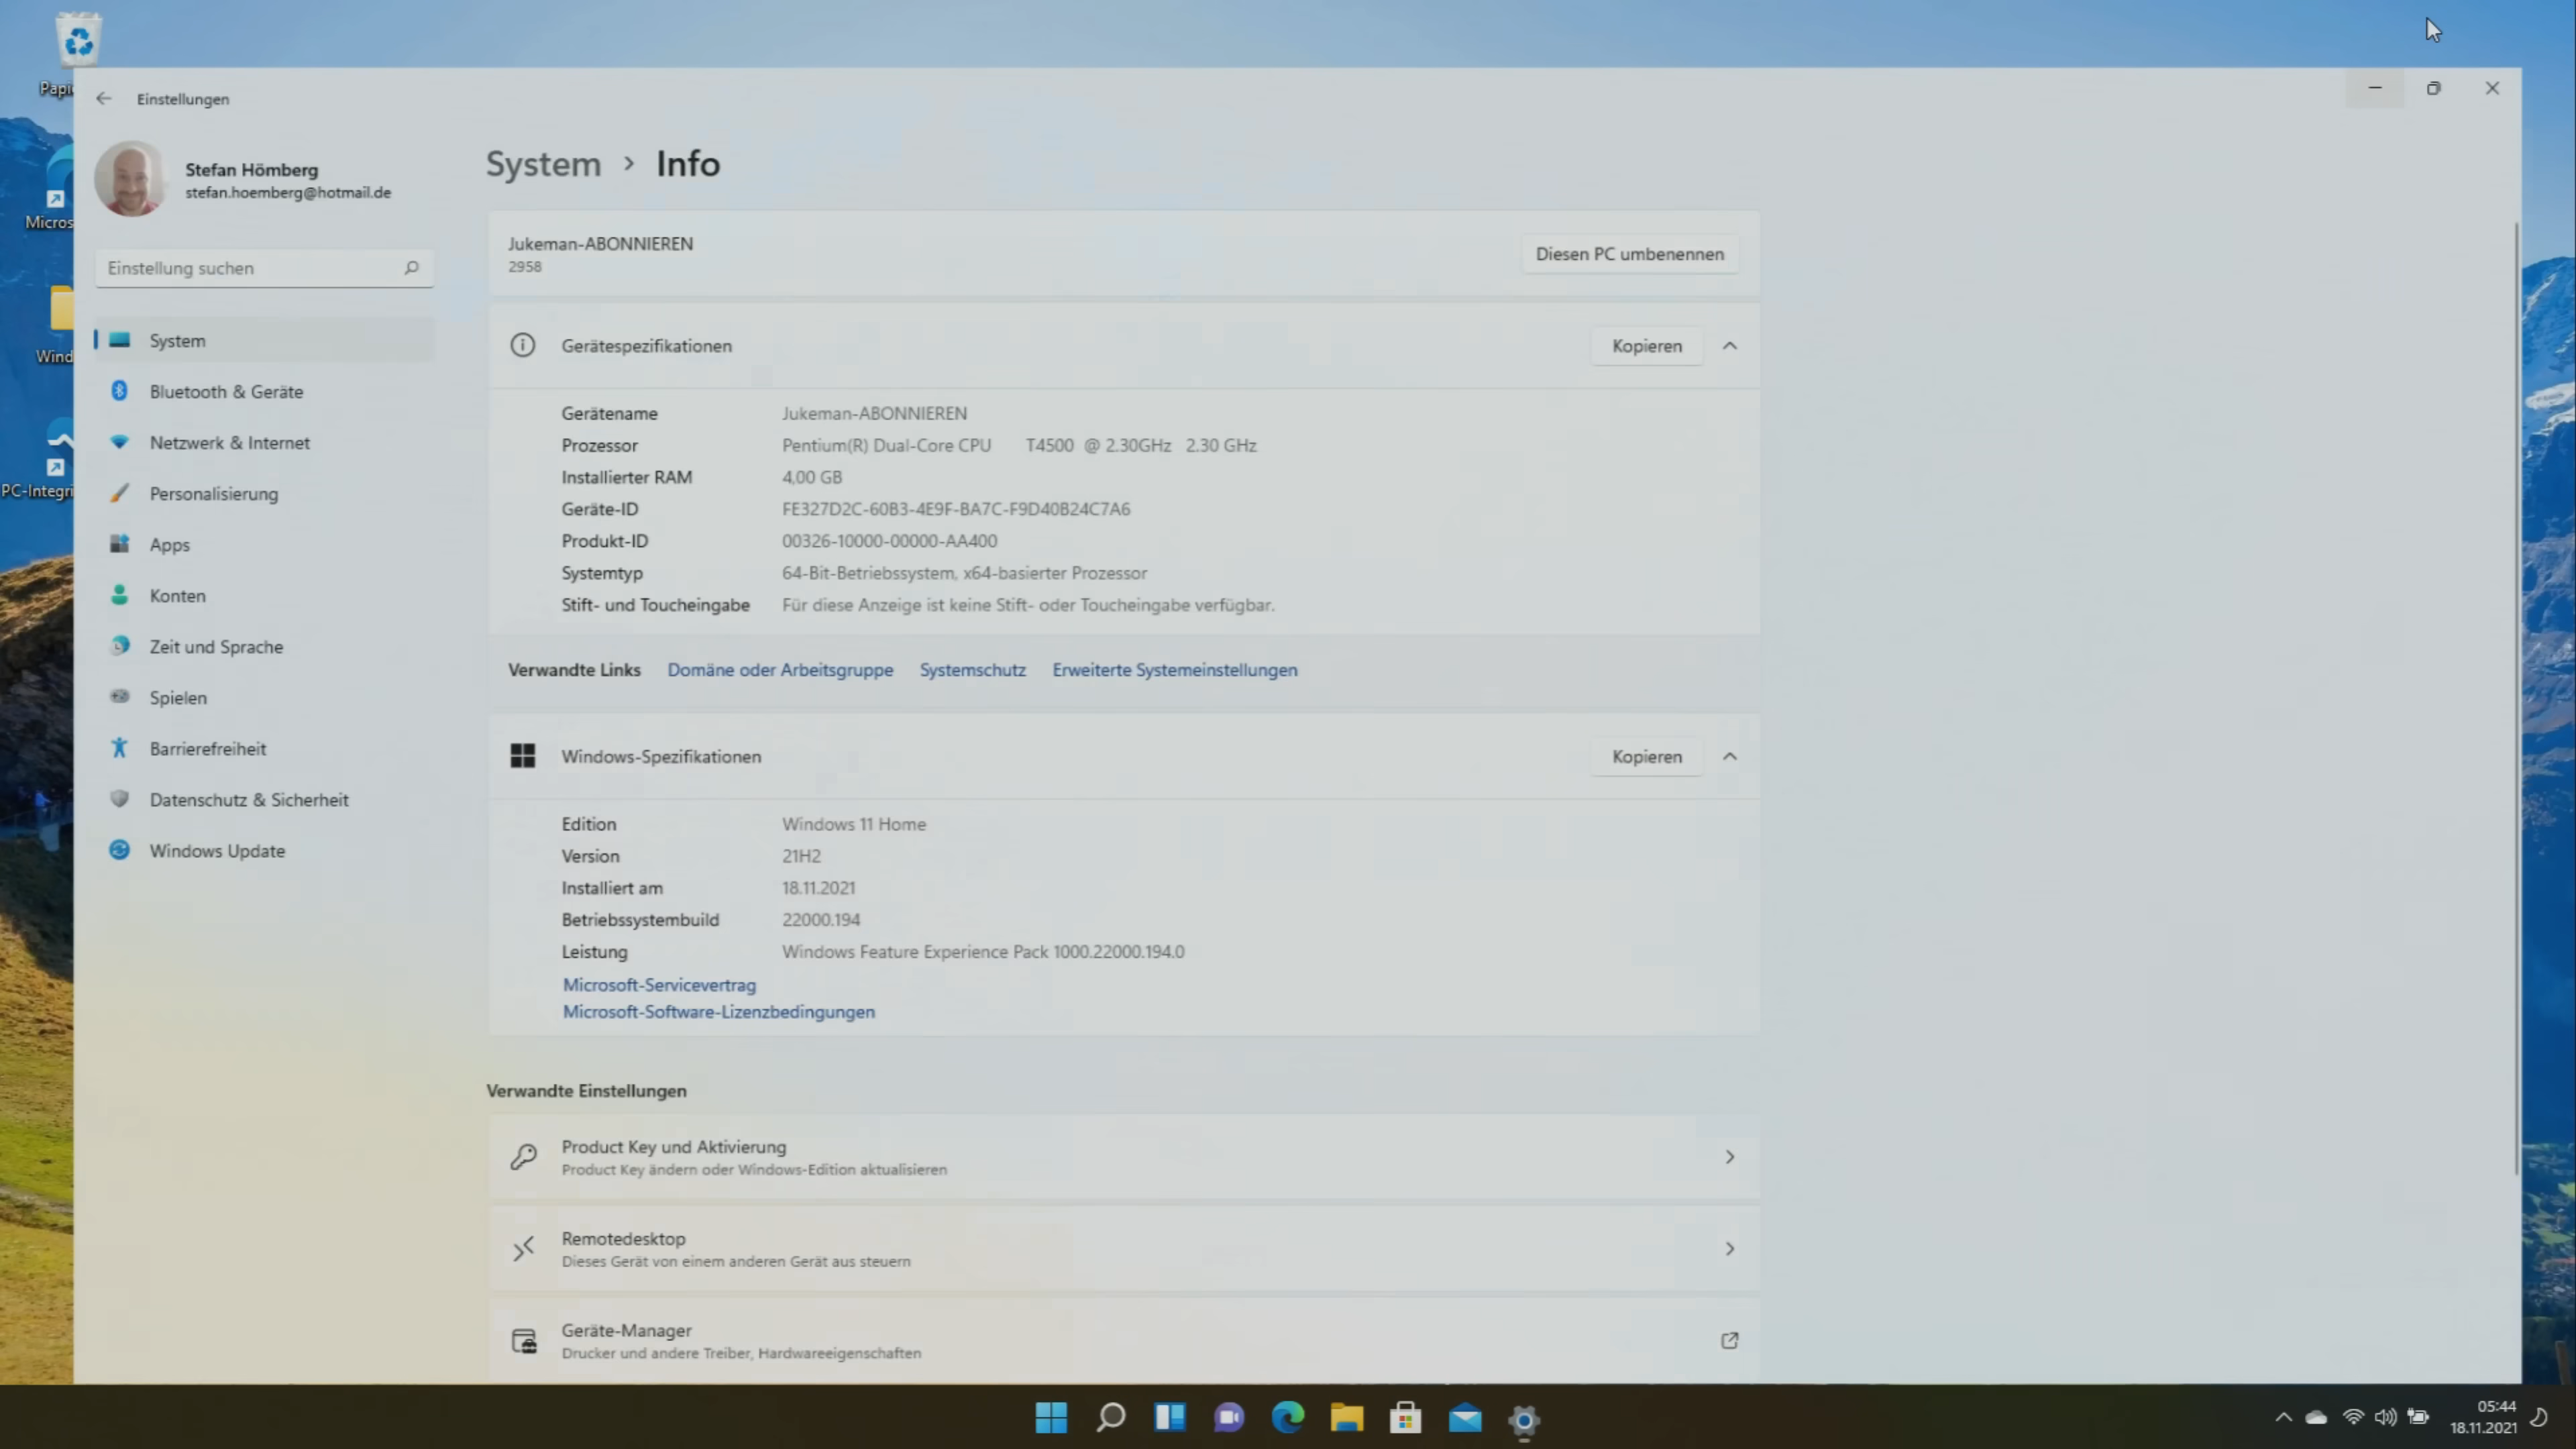 Einstellungen
Stefan Hömberg
stefan.hoemberg@hotmail.de
Einstellung suchen
System
Bluetooth & Geräte
Netzwerk & Internet
Personalisierung
Apps
Konten
Zeit und Sprache
Spielen
Barrierefreiheit
Datenschutz & Sicherheit
Windows Update
System > Info
Jukeman-ABONNIEREN
2958
Diesen PC umbenennen
Gerätespezifikationen
Kopieren
Gerätename Jukeman-ABONNIEREN
Prozessor Pentium(R) Dual-Core CPU T4500 @ 2.30GHz 2.30 GHz
Installierter RAM 4,00 GB
Geräte-ID FE327D2C-60B3-4E9F-BA7C-F9D40B24C7A6
Produkt-ID 00326-10000-00000-AA400
Systemtyp 64-Bit-Betriebssystem, x64-basierter Prozessor
Stift- und Toucheingabe Für diese Anzeige ist keine Stift- oder Toucheingabe verfügbar.
Verwandte Links Domäne oder Arbeitsgruppe Systemschutz Erweiterte Systemeinstellungen
Windows-Spezifikationen
Kopieren
Edition Windows 11 Home
Version 21H2
Installiert am 18.11.2021
Betriebssystembuild 22000.194
Leistung Windows Feature Experience Pack 1000.22000.194.0
Microsoft-Servicevertrag
Microsoft-Software-Lizenzbedingungen
Verwandte Einstellungen
Product Key und Aktivierung
Product Key ändern oder Windows-Edition aktualisieren
Remotedesktop
Dieses Gerät von einem anderen Gerät aus steuern
Geräte-Manager
Drucker und andere Treiber, Hardwareeigenschaften
Papi
Micros
Wind
PC-Integri
05:44
18.11.2021